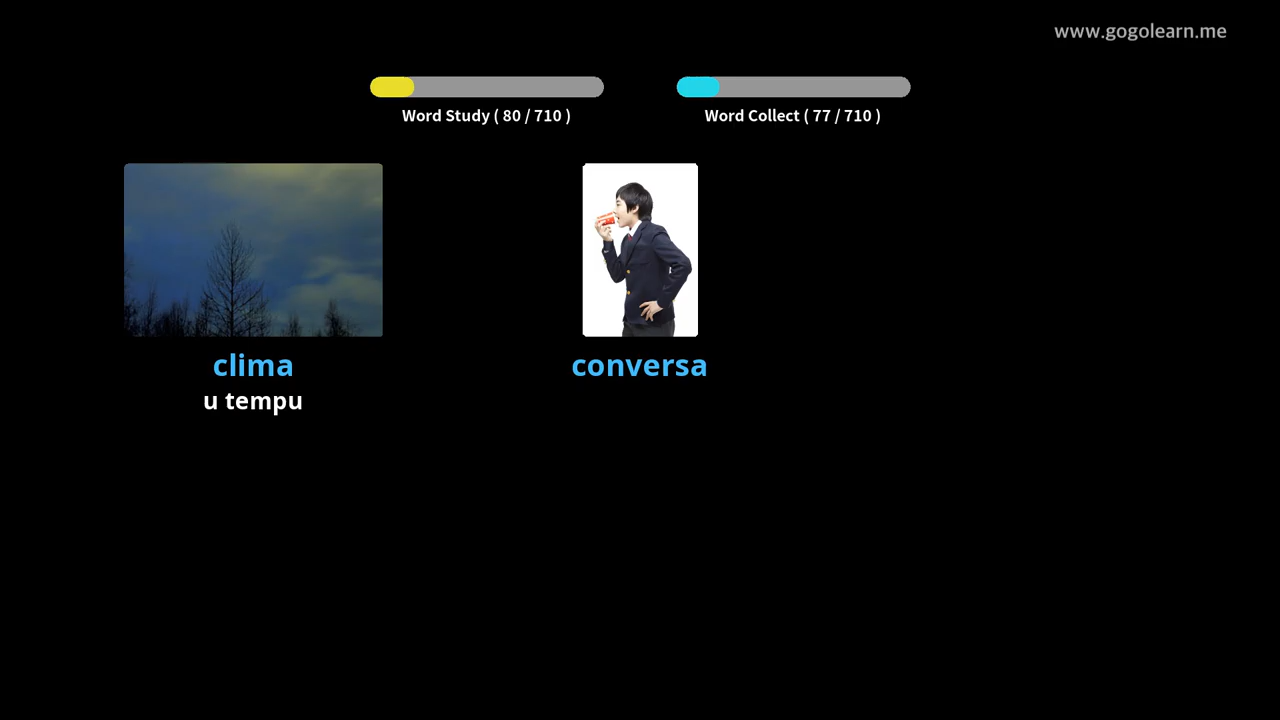 www.gogolearn.me
Word Study ( 80 / 710 )
Word Collect ( 77 / 710 )
clima
u tempu
conversa